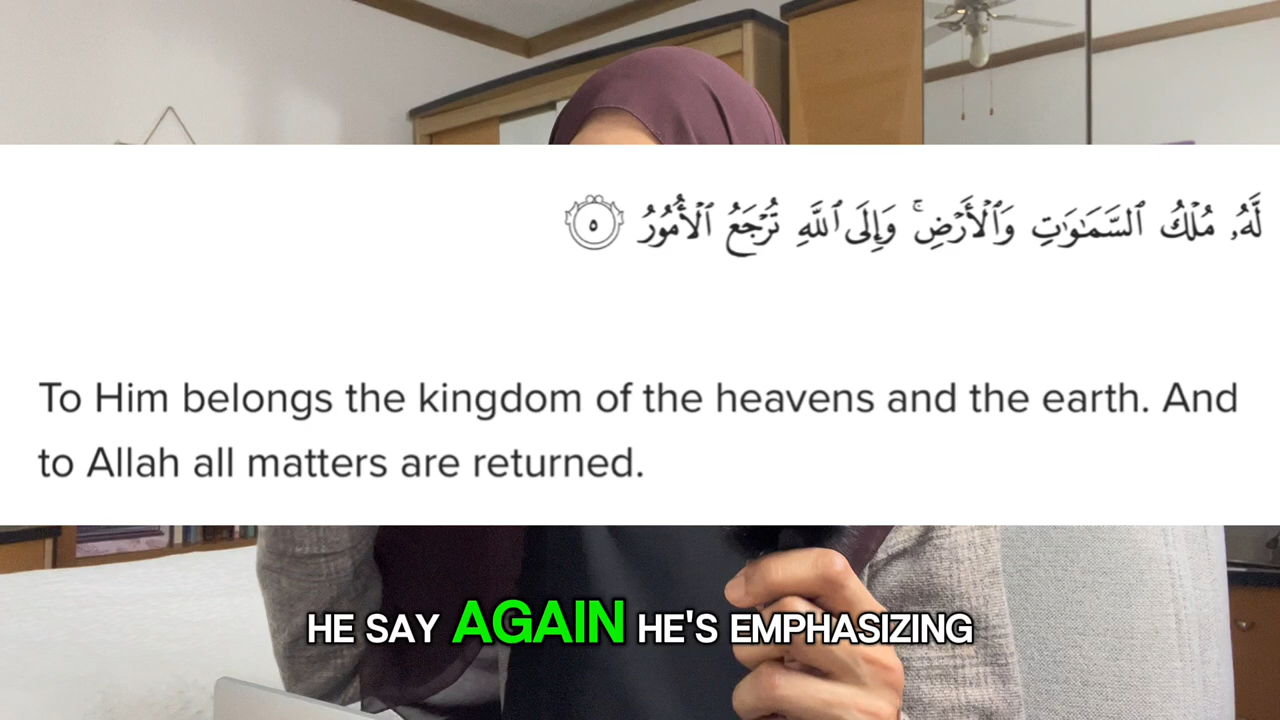 لَّهُۥ مُلۡكُ ٱلسَّمَٰوَٰتِ وَٱلۡأَرۡضِۚ وَإِلَى ٱللَّهِ تُرۡجَعُ ٱلۡأُمُورُ ٥
To Him belongs the kingdom of the heavens and the earth. And
to Allah all matters are returned.
HE SAY AGAIN HE'S EMPHASIZING